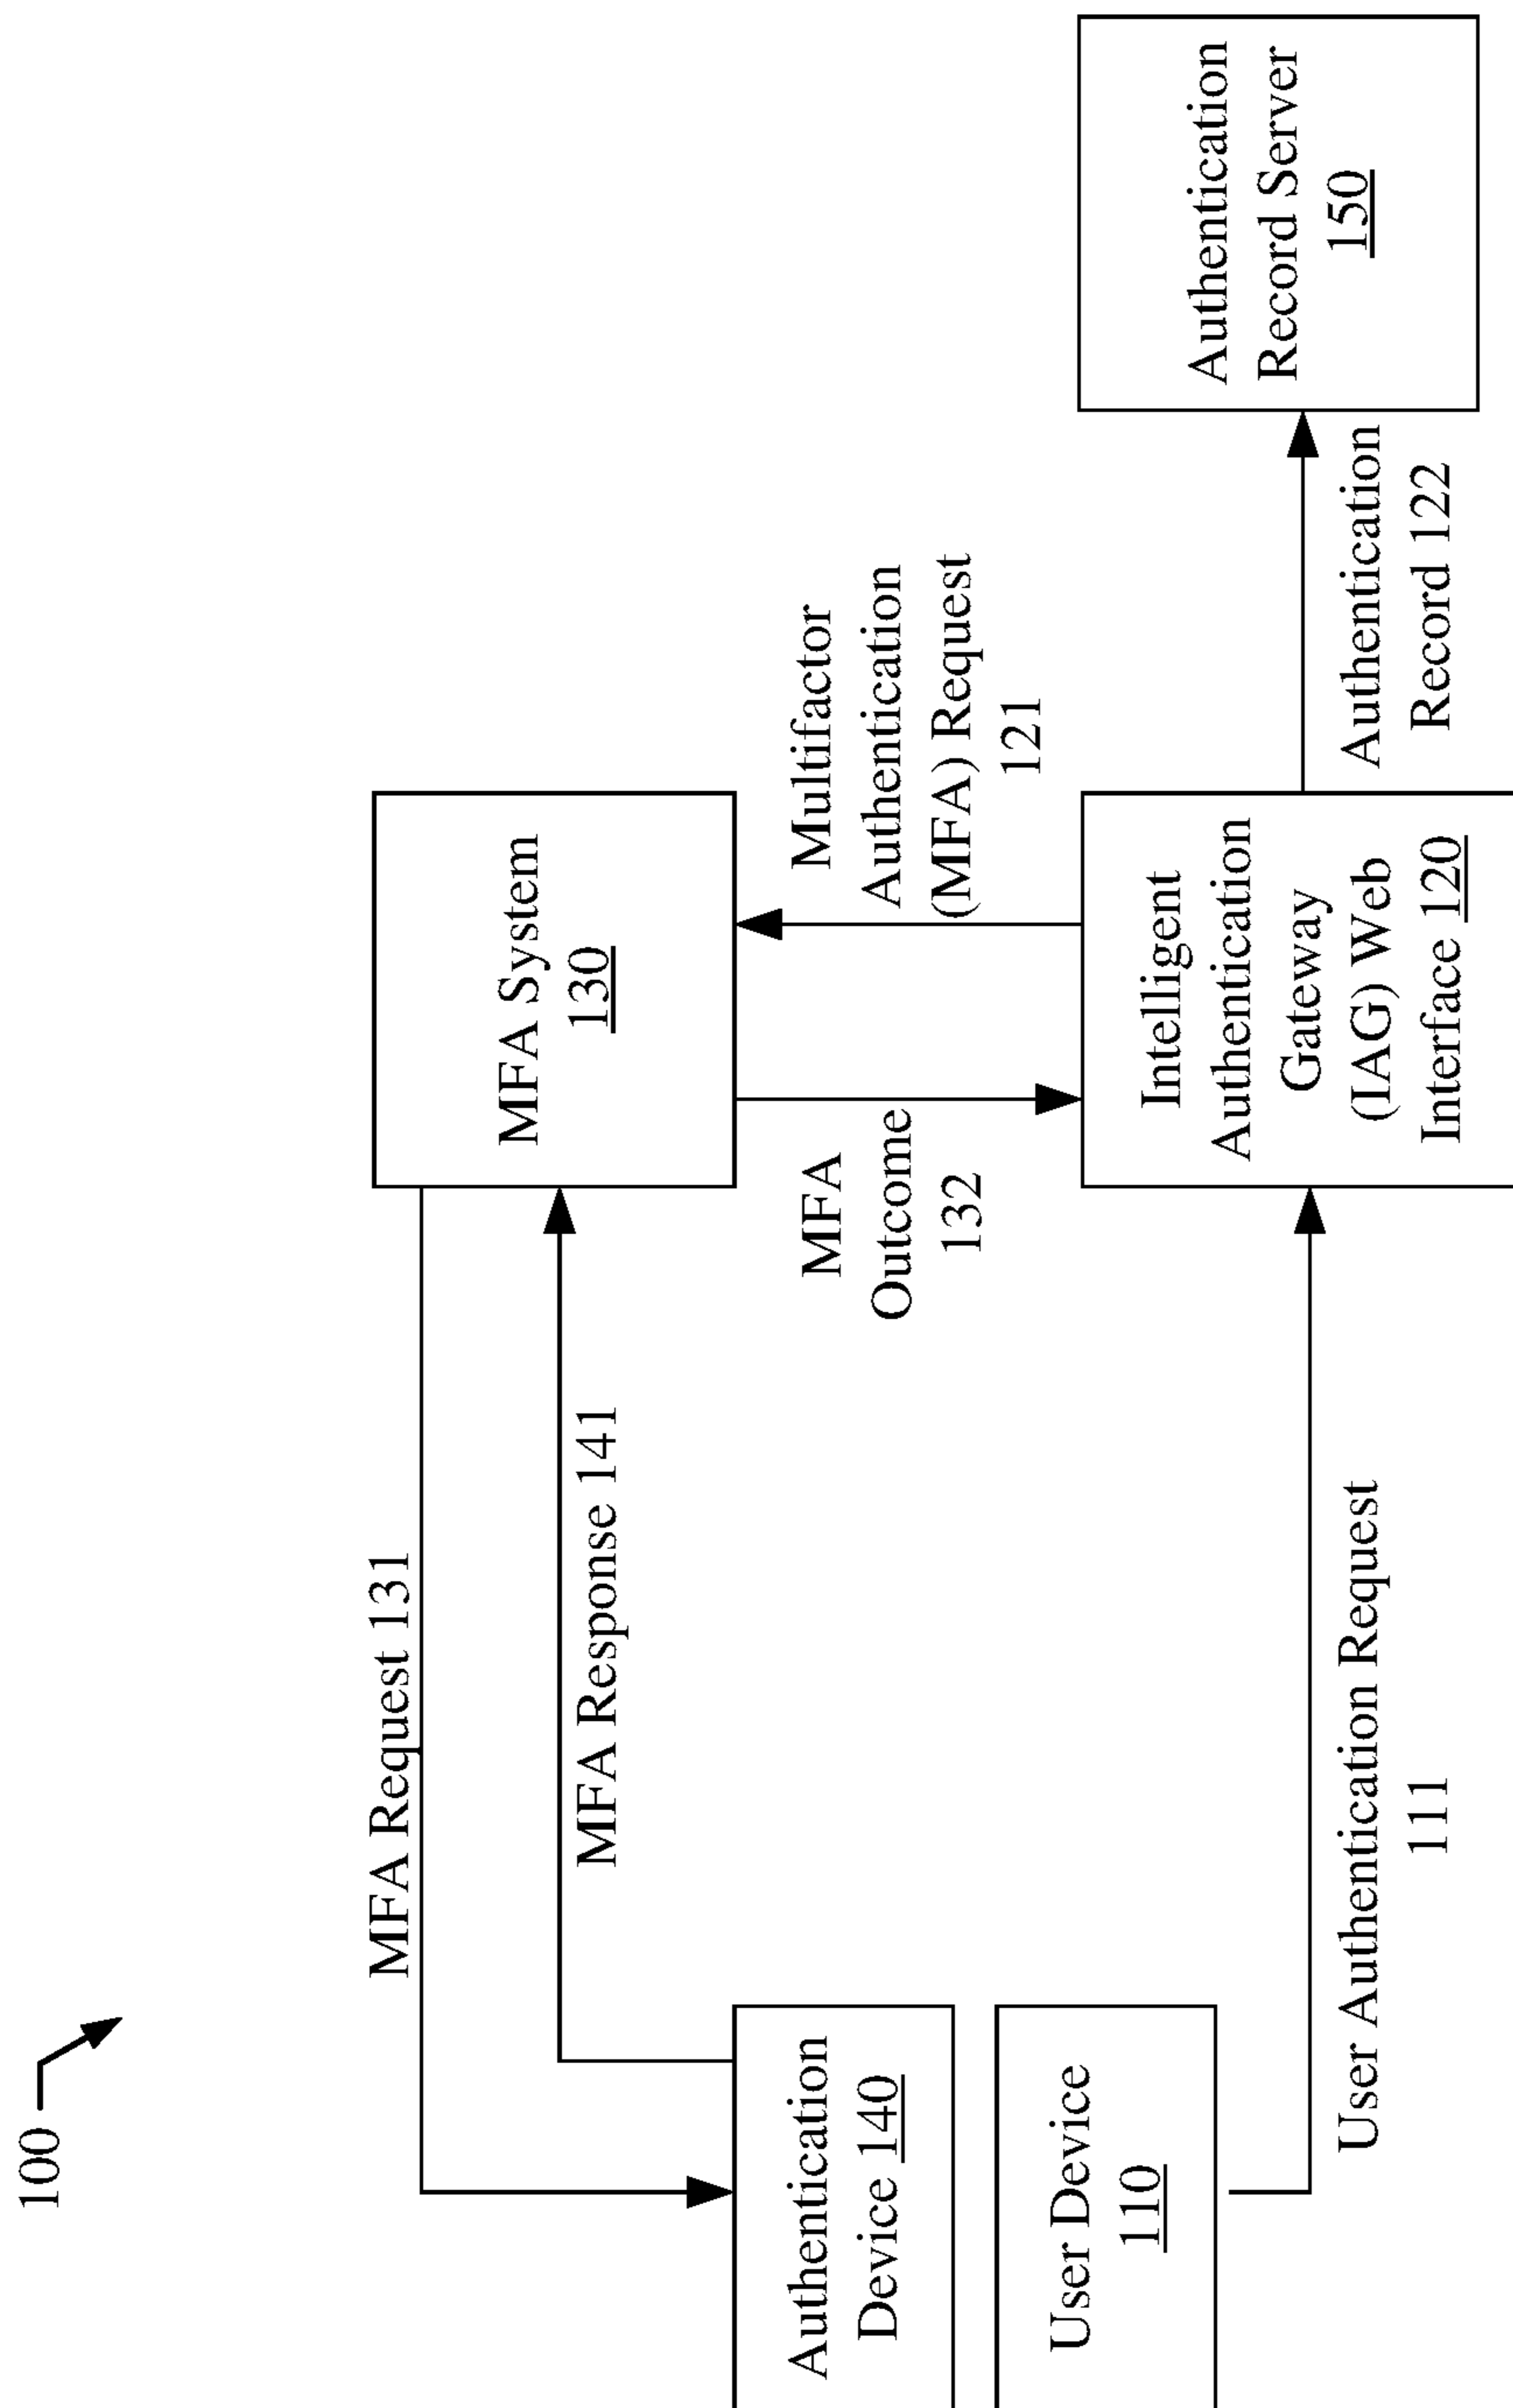 100
MFA Request 131
MFA Response 141
Authentication
Device 140
User Device
110
User Authentication Request
111
MFA System
130
MFA
Outcome
132
Multifactor
Authentication
(MFA) Request
121
Intelligent
Authentication
Gateway
(IAG) Web
Interface 120
Authentication
Record 122
Authentication
Record Server
150